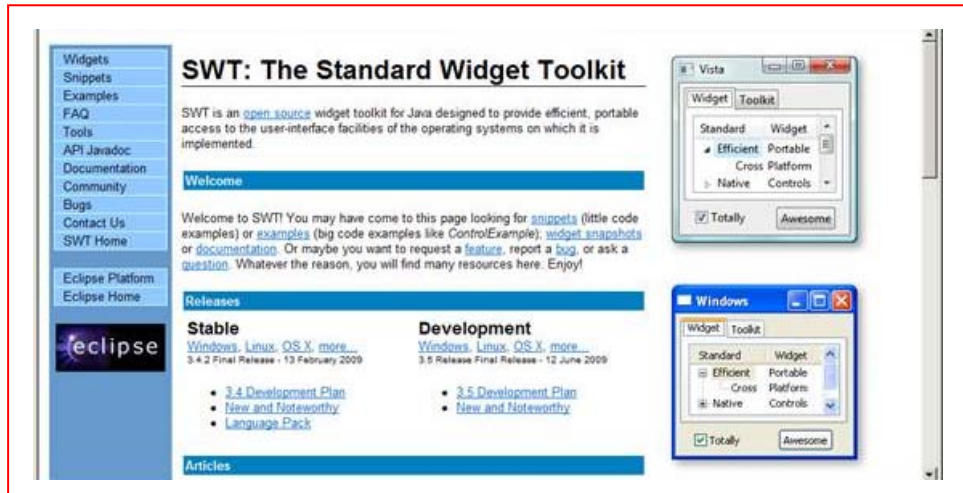 Widgets
Snippets
Examples
FAQ
Tools
API Javadoc
Documentation
Community
Bugs
Contact Us
SWT Home
Eclipse Platform
Eclipse Home
eclipse
SWT: The Standard Widget Toolkit
SWT is an open source widget toolkit for Java designed to provide efficient, portable
access to the user-interface facilities of the operating systems on which it is
implemented.
Welcome
Welcome to SWT! You may have come to this page looking for snippets (little code
examples) or examples (big code examples like ControlExample); widget snapshots
or documentation. Or maybe you want to request a feature, report a bug, or ask a
question. Whatever the reason, you will find many resources here. Enjoy!
Releases
Stable
Windows, Linux, OS X, more...
3.4.2 Final Release - 13 February 2009
3.4 Development Plan
New and Noteworthy
Language Pack
Development
Windows, Linux, OS X, more...
3.5 Release Final Release - 12 June 2009
3.5 Development Plan
New and Noteworthy
Articles
Vista
Widget Toolkit
Standard Widget
Efficient Portable
Cross Platform
Native Controls
Totally Awesome
Windows
Widget Toolkit
Standard Widget
Efficient Portable
Cross Platform
Native Controls
Totally Awesome